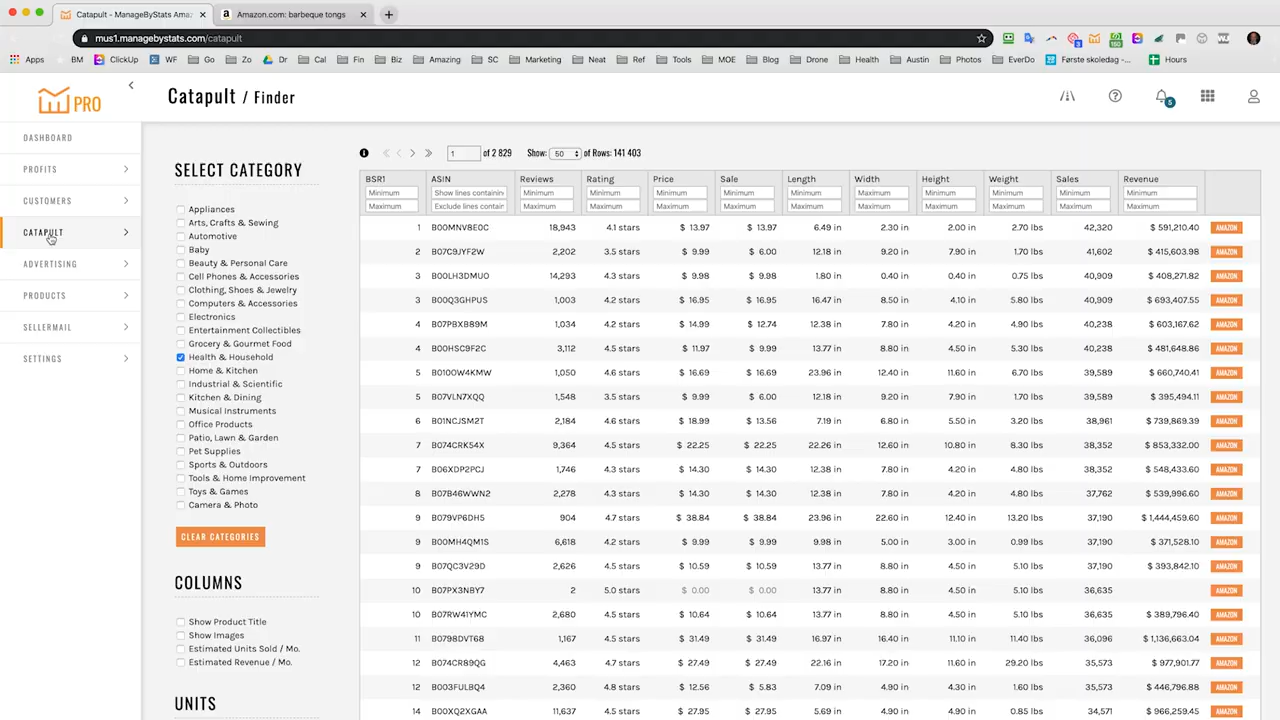 Catapult - ManageByStats Amaz
Amazon.com: barbeque tongs
mus1.managebystats.com/catapult
Apps BM ClickUp WF Go Zo Dr Cal Fin Biz Amazing SC Marketing Neat Ref Tools MOE Blog Drone Health Austin Photos EverDo Første skoledag -... Hours
PRO
Catapult / Finder
5
DASHBOARD
PROFITS
CUSTOMERS
CATAPULT
ADVERTISING
PRODUCTS
SELLERMAIL
SETTINGS
SELECT CATEGORY
Appliances
Arts, Crafts & Sewing
Automotive
Baby
Beauty & Personal Care
Cell Phones & Accessories
Clothing, Shoes & Jewelry
Computers & Accessories
Electronics
Entertainment Collectibles
Grocery & Gourmet Food
Health & Household
Home & Kitchen
Industrial & Scientific
Kitchen & Dining
Musical Instruments
Office Products
Patio, Lawn & Garden
Pet Supplies
Sports & Outdoors
Tools & Home Improvement
Toys & Games
Camera & Photo
CLEAR CATEGORIES
COLUMNS
Show Product Title
Show Images
Estimated Units Sold / Mo.
Estimated Revenue / Mo.
UNITS
1 of 2 829 Show: 50 of Rows: 141 403
BSR1 ASIN Reviews Rating Price Sale Length Width Height Weight Sales Revenue
Minimum Show lines containin Minimum Minimum Minimum Minimum Minimum Maximum Minimum Minimum Minimum Minimum
Maximum Exclude lines contair Maximum Maximum Maximum Maximum Maximum Maximum Maximum Maximum Maximum Maximum
1 B00MNV8E0C 18,943 4.1 stars $ 13.97 $ 13.97 6.49 in 2.30 in 2.00 in 2.70 lbs 42,320 $ 591,210.40 AMAZON
2 B07C9JYF2W 2,202 3.5 stars $ 9.99 $ 6.00 12.18 in 9.20 in 7.90 in 1.70 lbs 41,602 $ 415,603.98 AMAZON
3 B00LH3DMUO 14,293 4.3 stars $ 9.98 $ 9.98 1.80 in 0.40 in 0.40 in 0.75 lbs 40,909 $ 408,271.82 AMAZON
3 B00Q3GHPUS 1,003 4.2 stars $ 16.95 $ 16.95 16.47 in 8.50 in 4.10 in 5.80 lbs 40,909 $ 693,407.55 AMAZON
4 B07PBXB89M 1,034 4.2 stars $ 14.99 $ 12.74 12.38 in 7.80 in 4.20 in 4.90 lbs 40,238 $ 603,167.62 AMAZON
4 B00HSC9F2C 3,112 4.5 stars $ 11.97 $ 11.97 13.77 in 8.80 in 4.50 in 5.30 lbs 40,238 $ 481,648.86 AMAZON
5 B01OOW4KMW 1,050 4.6 stars $ 16.69 $ 16.69 23.96 in 12.40 in 11.60 in 6.70 lbs 39,589 $ 660,740.41 AMAZON
5 B07VLN7XQQ 1,548 3.5 stars $ 9.99 $ 9.99 12.18 in 9.20 in 7.90 in 1.70 lbs 39,589 $ 395,494.11 AMAZON
6 B01NCJSM2T 2,184 4.6 stars $ 18.99 $ 13.56 7.19 in 6.80 in 5.50 in 3.20 lbs 38,961 $ 739,869.39 AMAZON
7 B074CRK54X 9,364 4.5 stars $ 22.25 $ 22.25 22.26 in 12.60 in 10.80 in 8.30 lbs 38,352 $ 853,332.00 AMAZON
7 B06XDP2PCJ 1,746 4.3 stars $ 14.30 $ 14.30 12.38 in 7.80 in 4.20 in 4.80 lbs 38,352 $ 548,433.60 AMAZON
8 B07B46WWN2 2,278 4.3 stars $ 14.30 $ 14.30 12.38 in 7.80 in 4.20 in 4.80 lbs 37,762 $ 539,996.60 AMAZON
9 B079VP6DH5 904 4.7 stars $ 38.84 $ 38.84 23.96 in 22.60 in 12.40 in 13.20 lbs 37,190 $ 1,444,459.60 AMAZON
9 B00MH4QM1S 6,618 4.2 stars $ 9.99 $ 9.99 9.98 in 5.00 in 3.00 in 0.99 lbs 37,190 $ 371,528.10 AMAZON
9 B07QC3V29D 2,626 4.5 stars $ 10.59 $ 10.59 13.77 in 8.80 in 4.50 in 5.10 lbs 37,190 $ 393,842.10 AMAZON
10 B07PX3NBY7 2 5.0 stars $ 0.00 $ 0.00 13.77 in 8.80 in 4.50 in 5.10 lbs 36,635 AMAZON
10 B07RW41YMC 2,680 4.5 stars $ 10.64 $ 10.64 13.77 in 8.80 in 4.50 in 5.10 lbs 36,635 $ 389,796.40 AMAZON
11 B0798DVT68 1,167 4.5 stars $ 31.49 $ 31.49 16.97 in 16.40 in 11.10 in 11.40 lbs 36,096 $ 1,136,663.04 AMAZON
12 B074CR89QG 4,463 4.7 stars $ 27.49 $ 27.49 22.16 in 17.20 in 11.60 in 29.20 lbs 35,573 $ 977,901.77 AMAZON
12 B003FULBQ4 2,360 4.8 stars $ 12.56 $ 5.83 7.09 in 4.90 in 4.30 in 1.60 lbs 35,573 $ 446,796.88 AMAZON
14 B00XQ2XGAA 11,637 4.5 stars $ 27.95 $ 27.95 5.69 in 4.90 in 4.50 in 0.85 lbs 34,571 $ 966,259.45 AMAZON